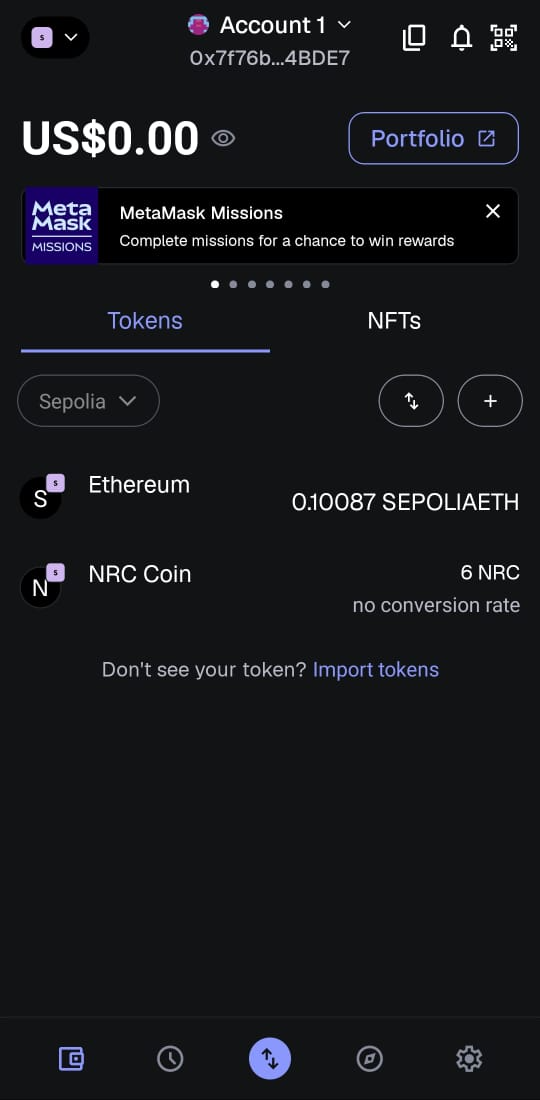 s
Account 1
0x7f76b...4BDE7
US$0.00
Portfolio
Meta
Mask
MISSIONS
MetaMask Missions
Complete missions for a chance to win rewards
Tokens
NFTs
Sepolia
S
s
Ethereum
0.10087 SEPOLIAETH
N
s
NRC Coin
6 NRC
no conversion rate
Don't see your token? Import tokens